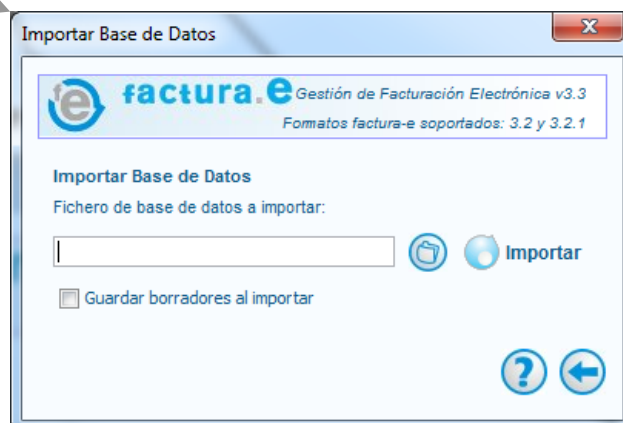 Importar Base de Datos
factura.e Gestión de Facturación Electrónica v3.3
Formatos factura-e soportados: 3.2 y 3.2.1
Importar Base de Datos
Fichero de base de datos a importar:
Importar
Guardar borradores al importar